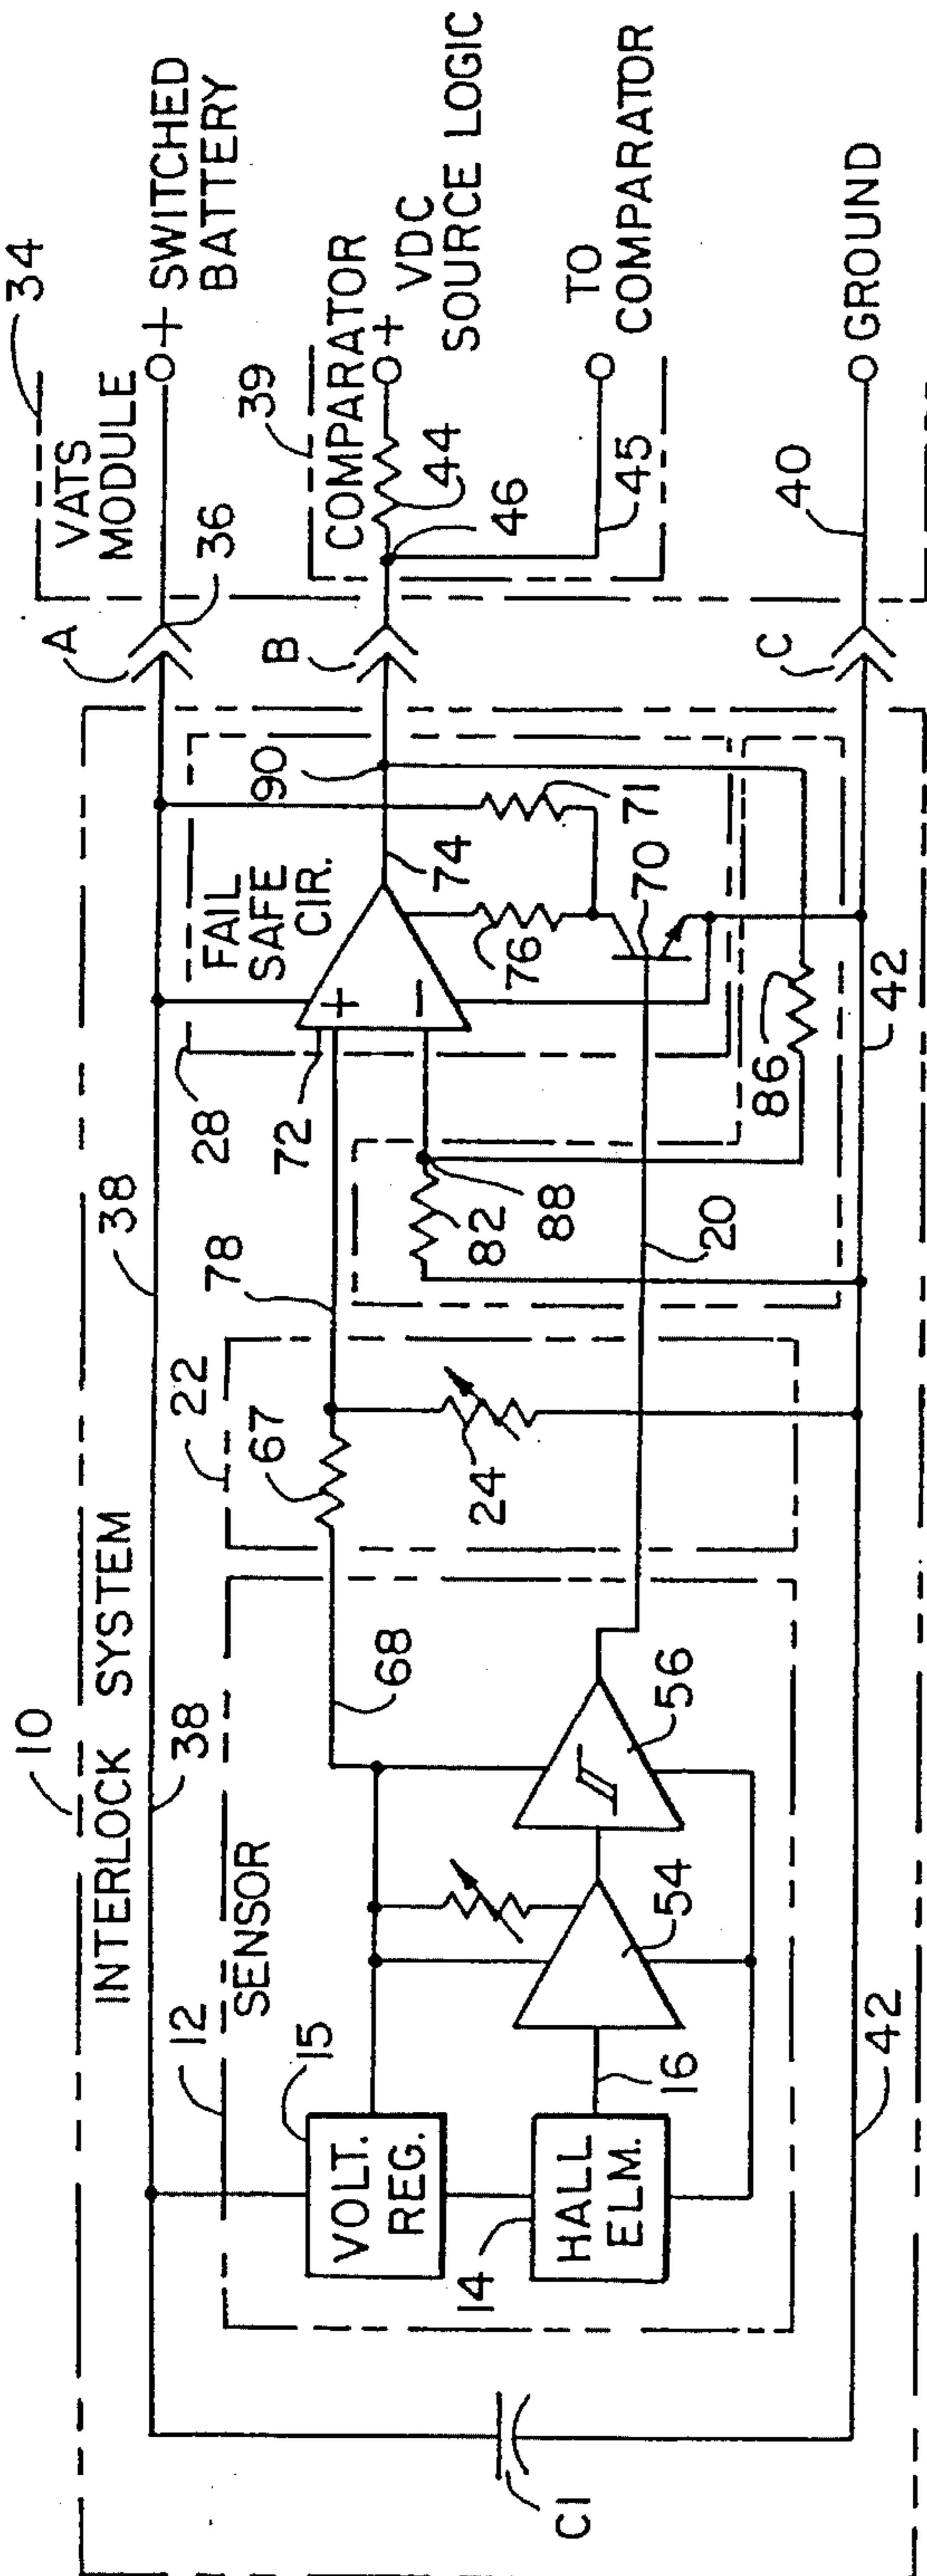 10
INTERLOCK SYSTEM
38
38
12
SENSOR
15
VOLT.
REG.
14
HALL
ELM.
16
54
56
68
C1
42
22
67
24
78
20
28
72
+
−
FAIL
SAFE
CIR.
90
74
76
71
70
82
88
86
42
A
B
C
34
VATS
MODULE
36
+ SWITCHED
BATTERY
39
COMPARATOR
+ VDC
SOURCE LOGIC
44
46
45
TO
COMPARATOR
40
GROUND